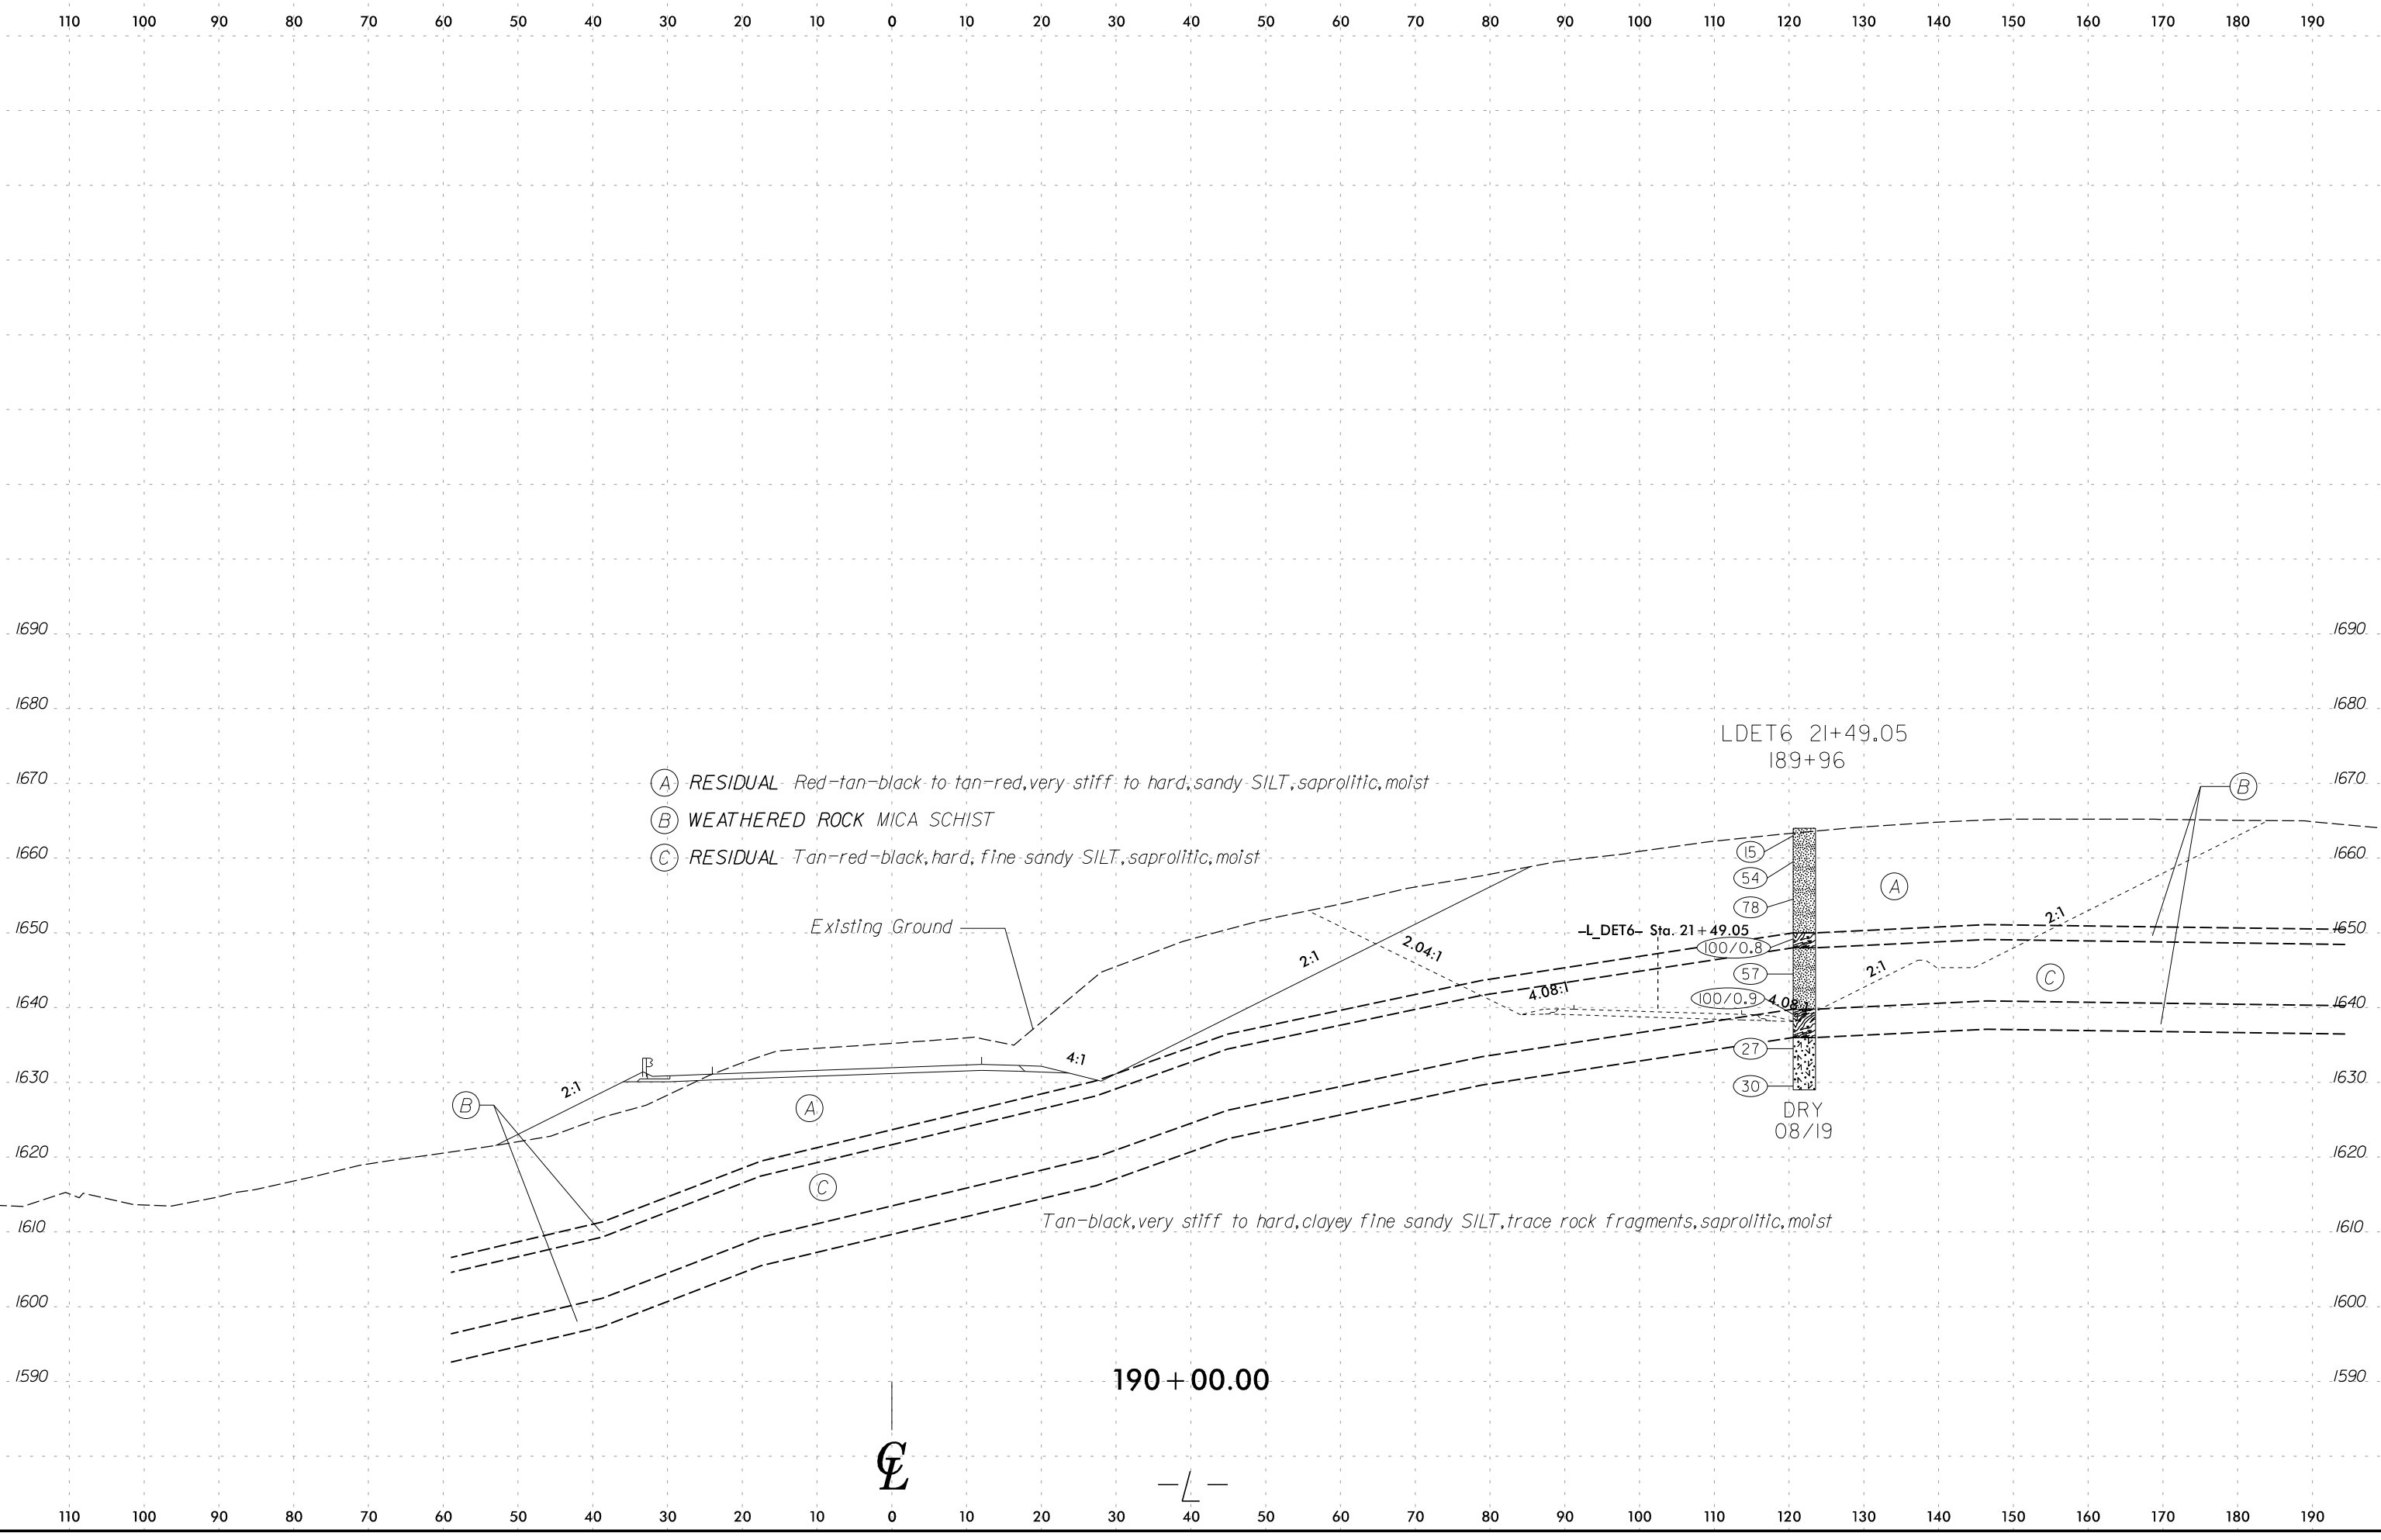 110 100 90 80 70 60 50 40 30 20 10 0 10 20 30 40 50 60 70 80 90 100 110 120 130 140 150 160 170 180 190
1690 1690
1680 1680
LDET6 21+49.05
189+96
1670 1670
(A) RESIDUAL Red-tan-black to tan-red, very stiff to hard, sandy SILT, saprolitic, moist
B
(B) WEATHERED ROCK MICA SCHIST
1660 1660
(C) RESIDUAL Tan-red-black, hard, fine sandy SILT, saprolitic, moist
15
54
A
78
2:1
Existing Ground
1650 1650
-L_DET6- Sta. 21+49.05
2.04:1
100/0.8
2:1
2:1
57
C
4.08:1
100/0.9
4.08:1
1640 1640
27
4:1
1630 1630
2:1
30
B
A
DRY
08/19
1620 1620
C
1610 1610
Tan-black, very stiff to hard, clayey fine sandy SILT, trace rock fragments, saprolitic, moist
1600 1600
1590 1590
190+00.00
CL
-L-
110 100 90 80 70 60 50 40 30 20 10 0 10 20 30 40 50 60 70 80 90 100 110 120 130 140 150 160 170 180 190